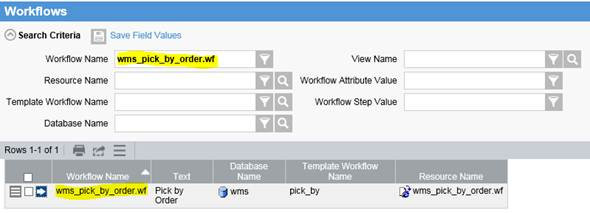 Workflows
Search Criteria Save Field Values
Workflow Name wms_pick_by_order.wf View Name
Resource Name Workflow Attribute Value
Template Workflow Name Workflow Step Value
Database Name
Rows 1-1 of 1
Workflow Name Text Database Name Template Workflow Name Resource Name
wms_pick_by_order.wf Pick by Order wms pick_by wms_pick_by_order.wf